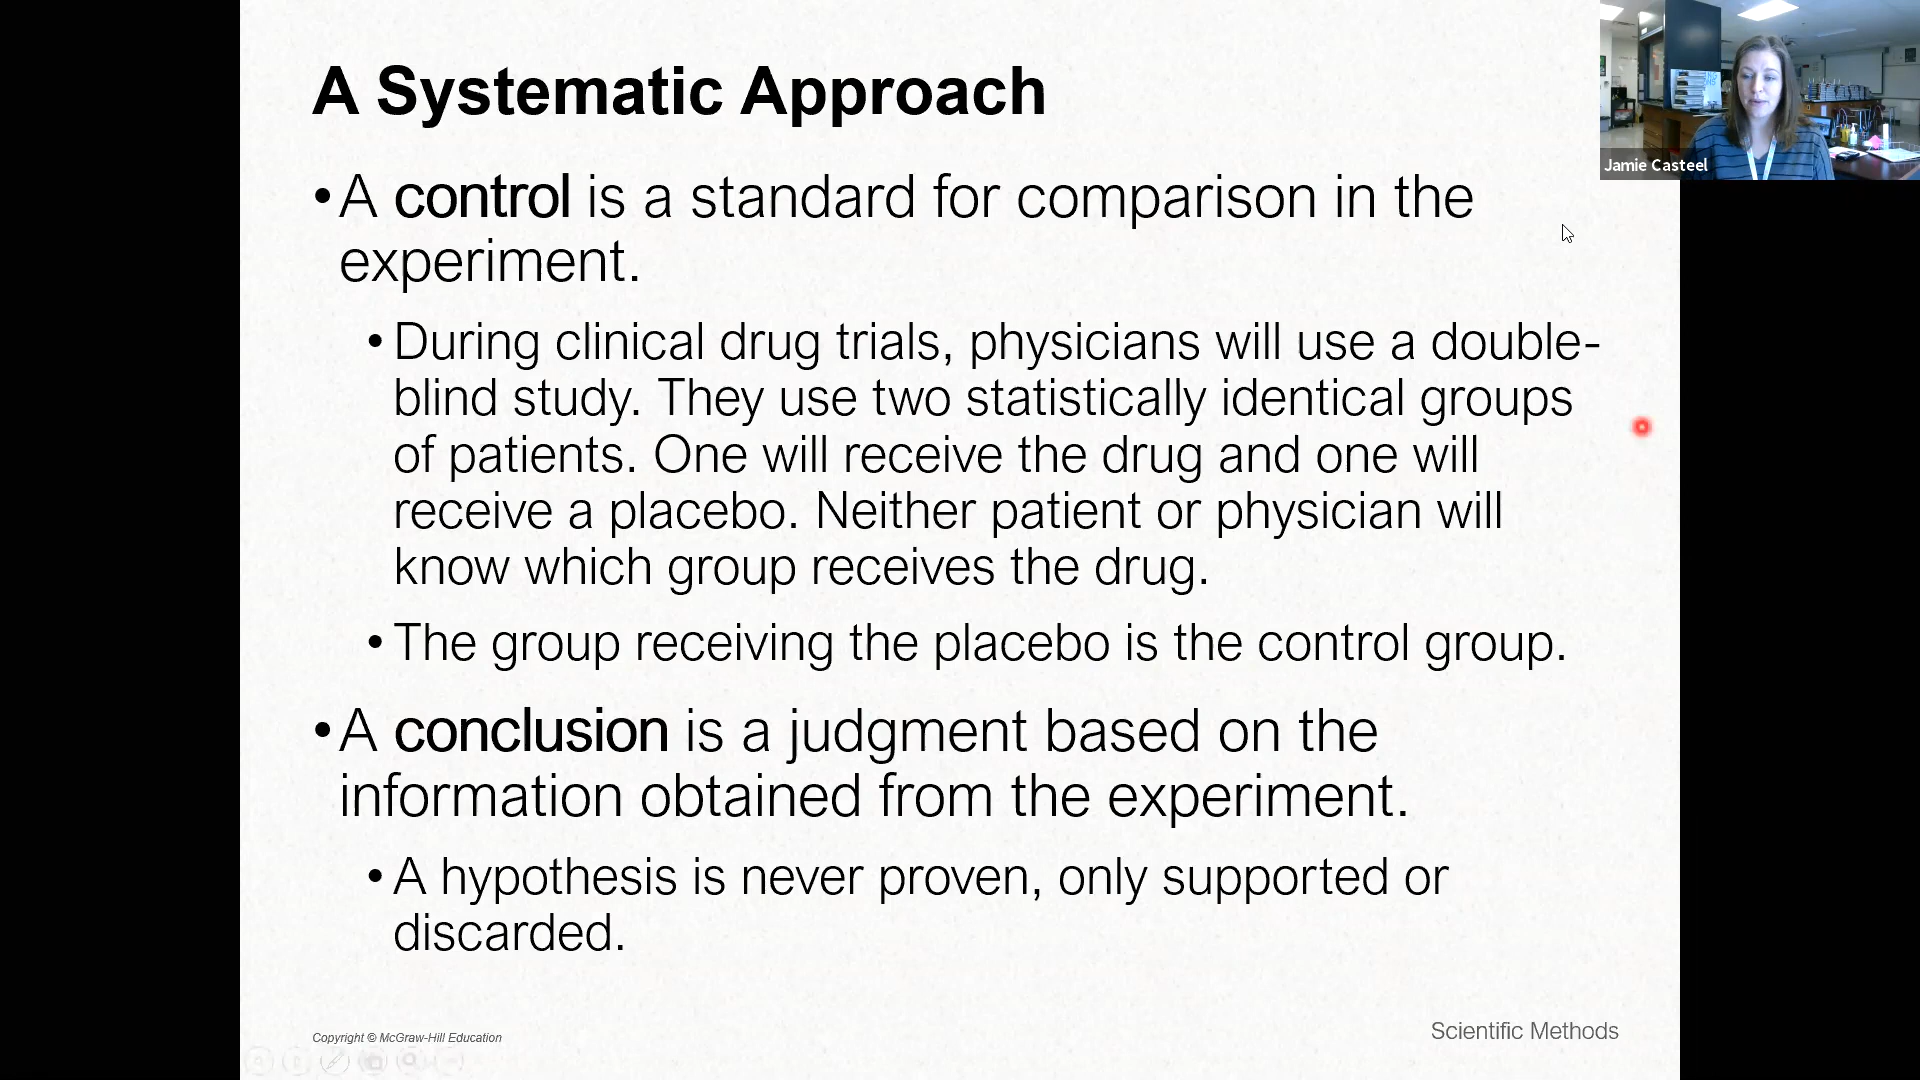 A Systematic Approach
• A control is a standard for comparison in the
experiment.
• During clinical drug trials, physicians will use a double-
blind study. They use two statistically identical groups
of patients. One will receive the drug and one will
receive a placebo. Neither patient or physician will
know which group receives the drug.
• The group receiving the placebo is the control group.
• A conclusion is a judgment based on the
information obtained from the experiment.
• A hypothesis is never proven, only supported or
discarded.
Copyright © McGraw-Hill Education
Scientific Methods
Jamie Casteel